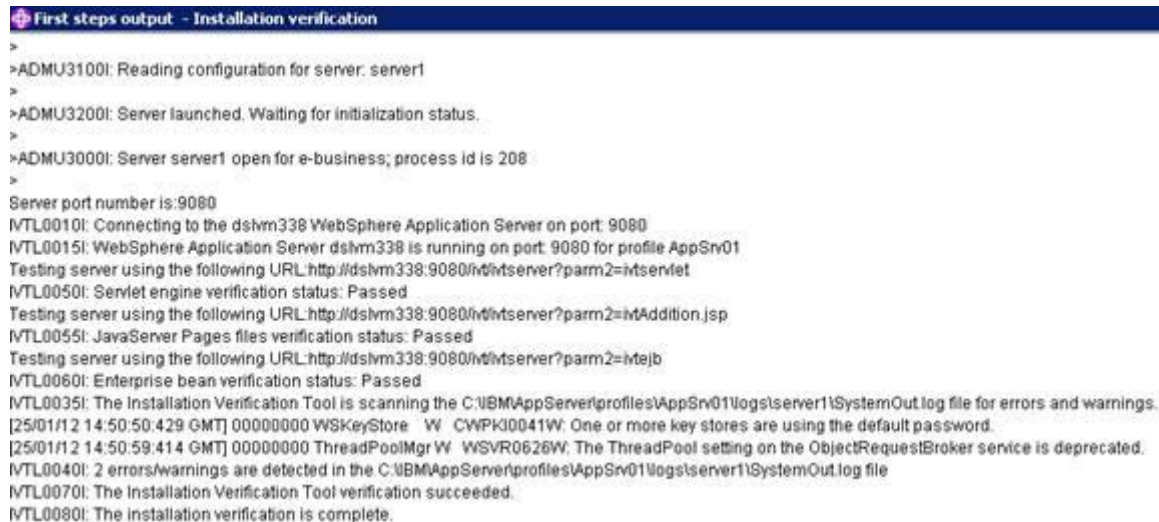 First steps output - Installation verification
>
>ADMU3100I: Reading configuration for server: server1
>
>ADMU3200I: Server launched. Waiting for initialization status.
>
>ADMU3000I: Server server1 open for e-business; process id is 208
>
Server port number is:9080
IVTL0010I: Connecting to the dslvm338 WebSphere Application Server on port: 9080
IVTL0015I: WebSphere Application Server dslvm338 is running on port: 9080 for profile AppSrv01
Testing server using the following URL:http://dslvm338:9080/ivt/ivtserver?parm2=ivtservlet
IVTL0050I: Servlet engine verification status: Passed
Testing server using the following URL:http://dslvm338:9080/ivt/ivtserver?parm2=ivtAddition.jsp
IVTL0055I: JavaServer Pages files verification status: Passed
Testing server using the following URL:http://dslvm338:9080/ivt/ivtserver?parm2=ivtejb
IVTL0060I: Enterprise bean verification status: Passed
IVTL0035I: The Installation Verification Tool is scanning the C:\IBM\AppServer\profiles\AppSrv01\logs\server1\SystemOut.log file for errors and warnings.
[25/01/12 14:50:50:429 GMT] 00000000 WSKeyStore W CWPKI0041W: One or more key stores are using the default password.
[25/01/12 14:50:59:414 GMT] 00000000 ThreadPoolMgr W WSVR0626W: The ThreadPool setting on the ObjectRequestBroker service is deprecated.
IVTL0040I: 2 errors/warnings are detected in the C:\IBM\AppServer\profiles\AppSrv01\logs\server1\SystemOut.log file
IVTL0070I: The Installation Verification Tool verification succeeded.
IVTL0080I: The installation verification is complete.